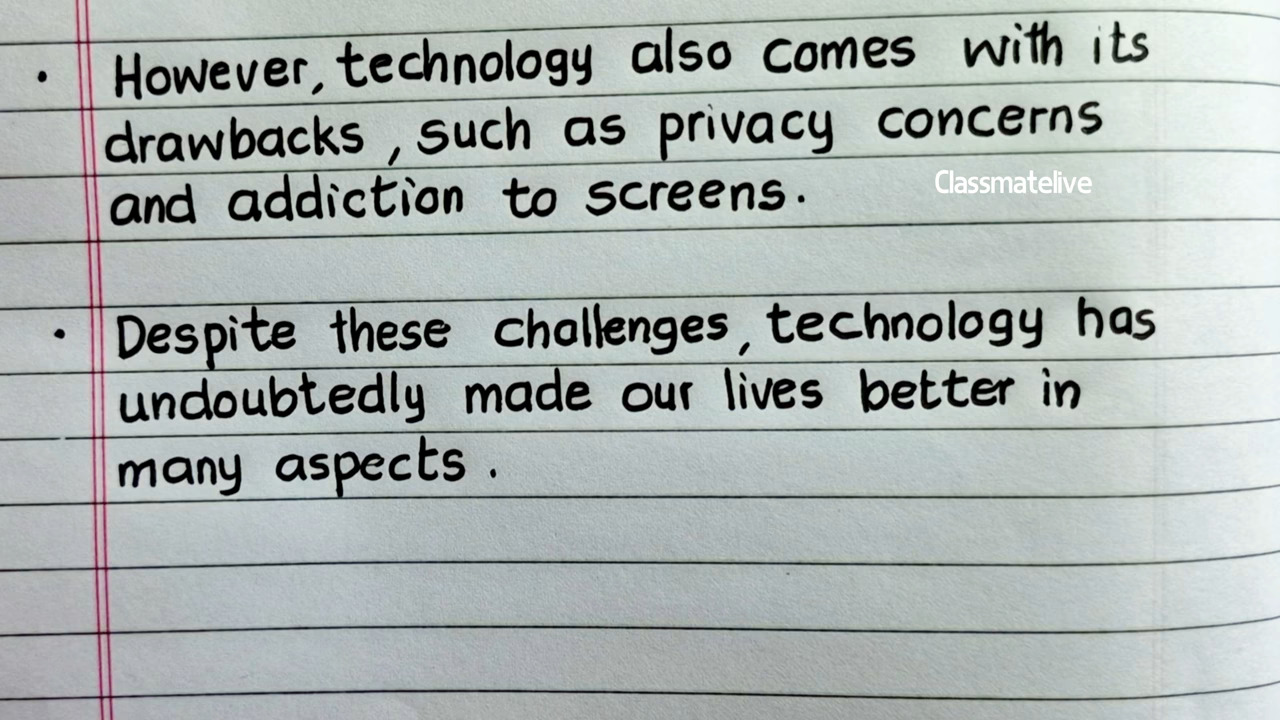 · However, technology also comes with its
drawbacks , such as privacy concerns
and addiction to screens.
Classmatelive
· Despite these challenges, technology has
undoubtedly made our lives better in
many aspects .